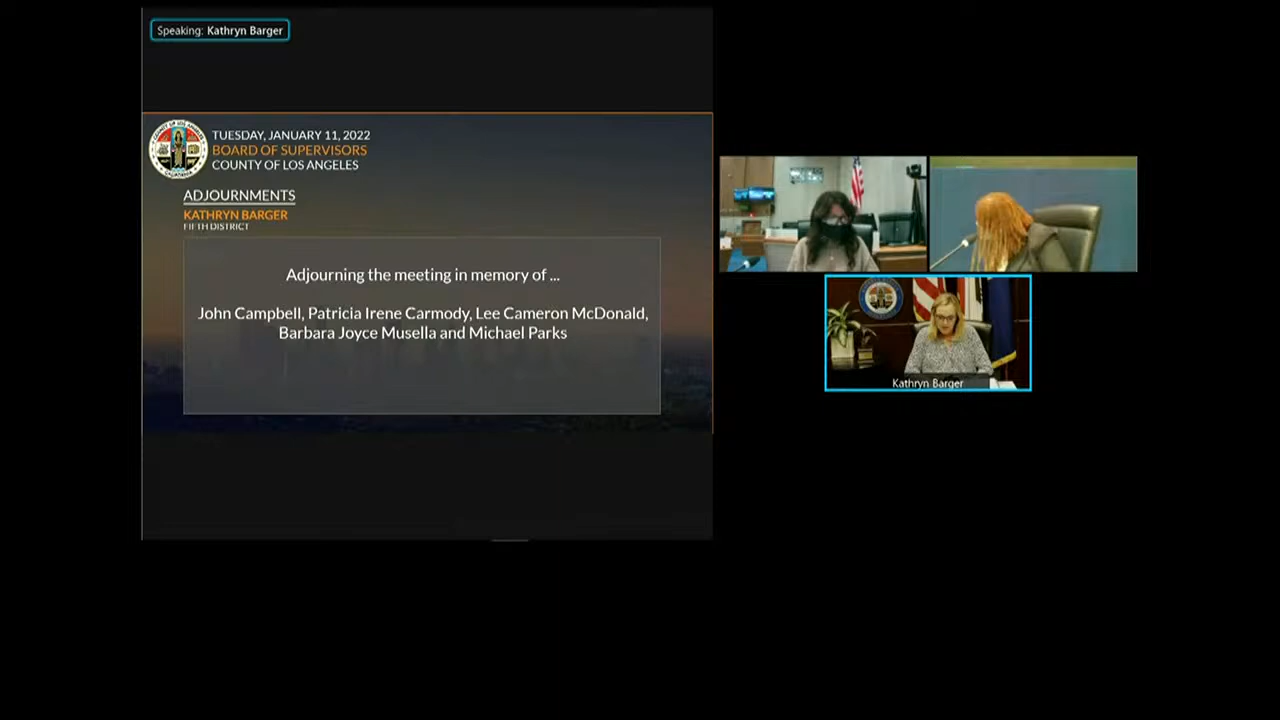 Speaking: Kathryn Barger
TUESDAY, JANUARY 11, 2022
BOARD OF SUPERVISORS
COUNTY OF LOS ANGELES
ADJOURNMENTS
KATHRYN BARGER
FIFTH DISTRICT
Adjourning the meeting in memory of ...
John Campbell, Patricia Irene Carmody, Lee Cameron McDonald,
Barbara Joyce Musella and Michael Parks
Kathryn Barger